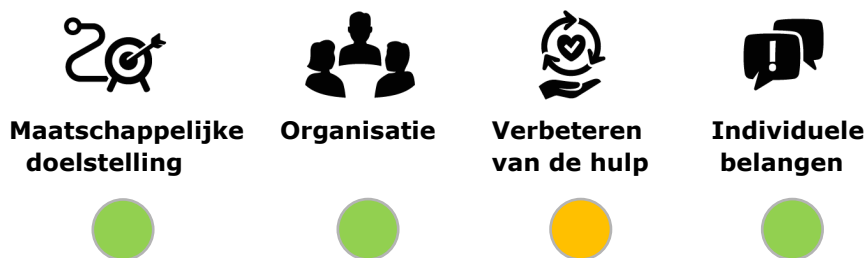 Maatschappelijke doelstelling
Organisatie
Verbeteren van de hulp
Individuele belangen